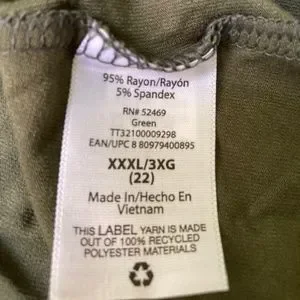 95% Rayon/Rayón
5% Spandex
RN# 52469
Green
TT32100009298
EAN/UPC 8 80979400895
XXXL/3XG
(22)
Made In/Hecho En
Vietnam
THIS LABEL YARN IS MADE
OUT OF 100% RECYCLED
POLYESTER MATERIALS